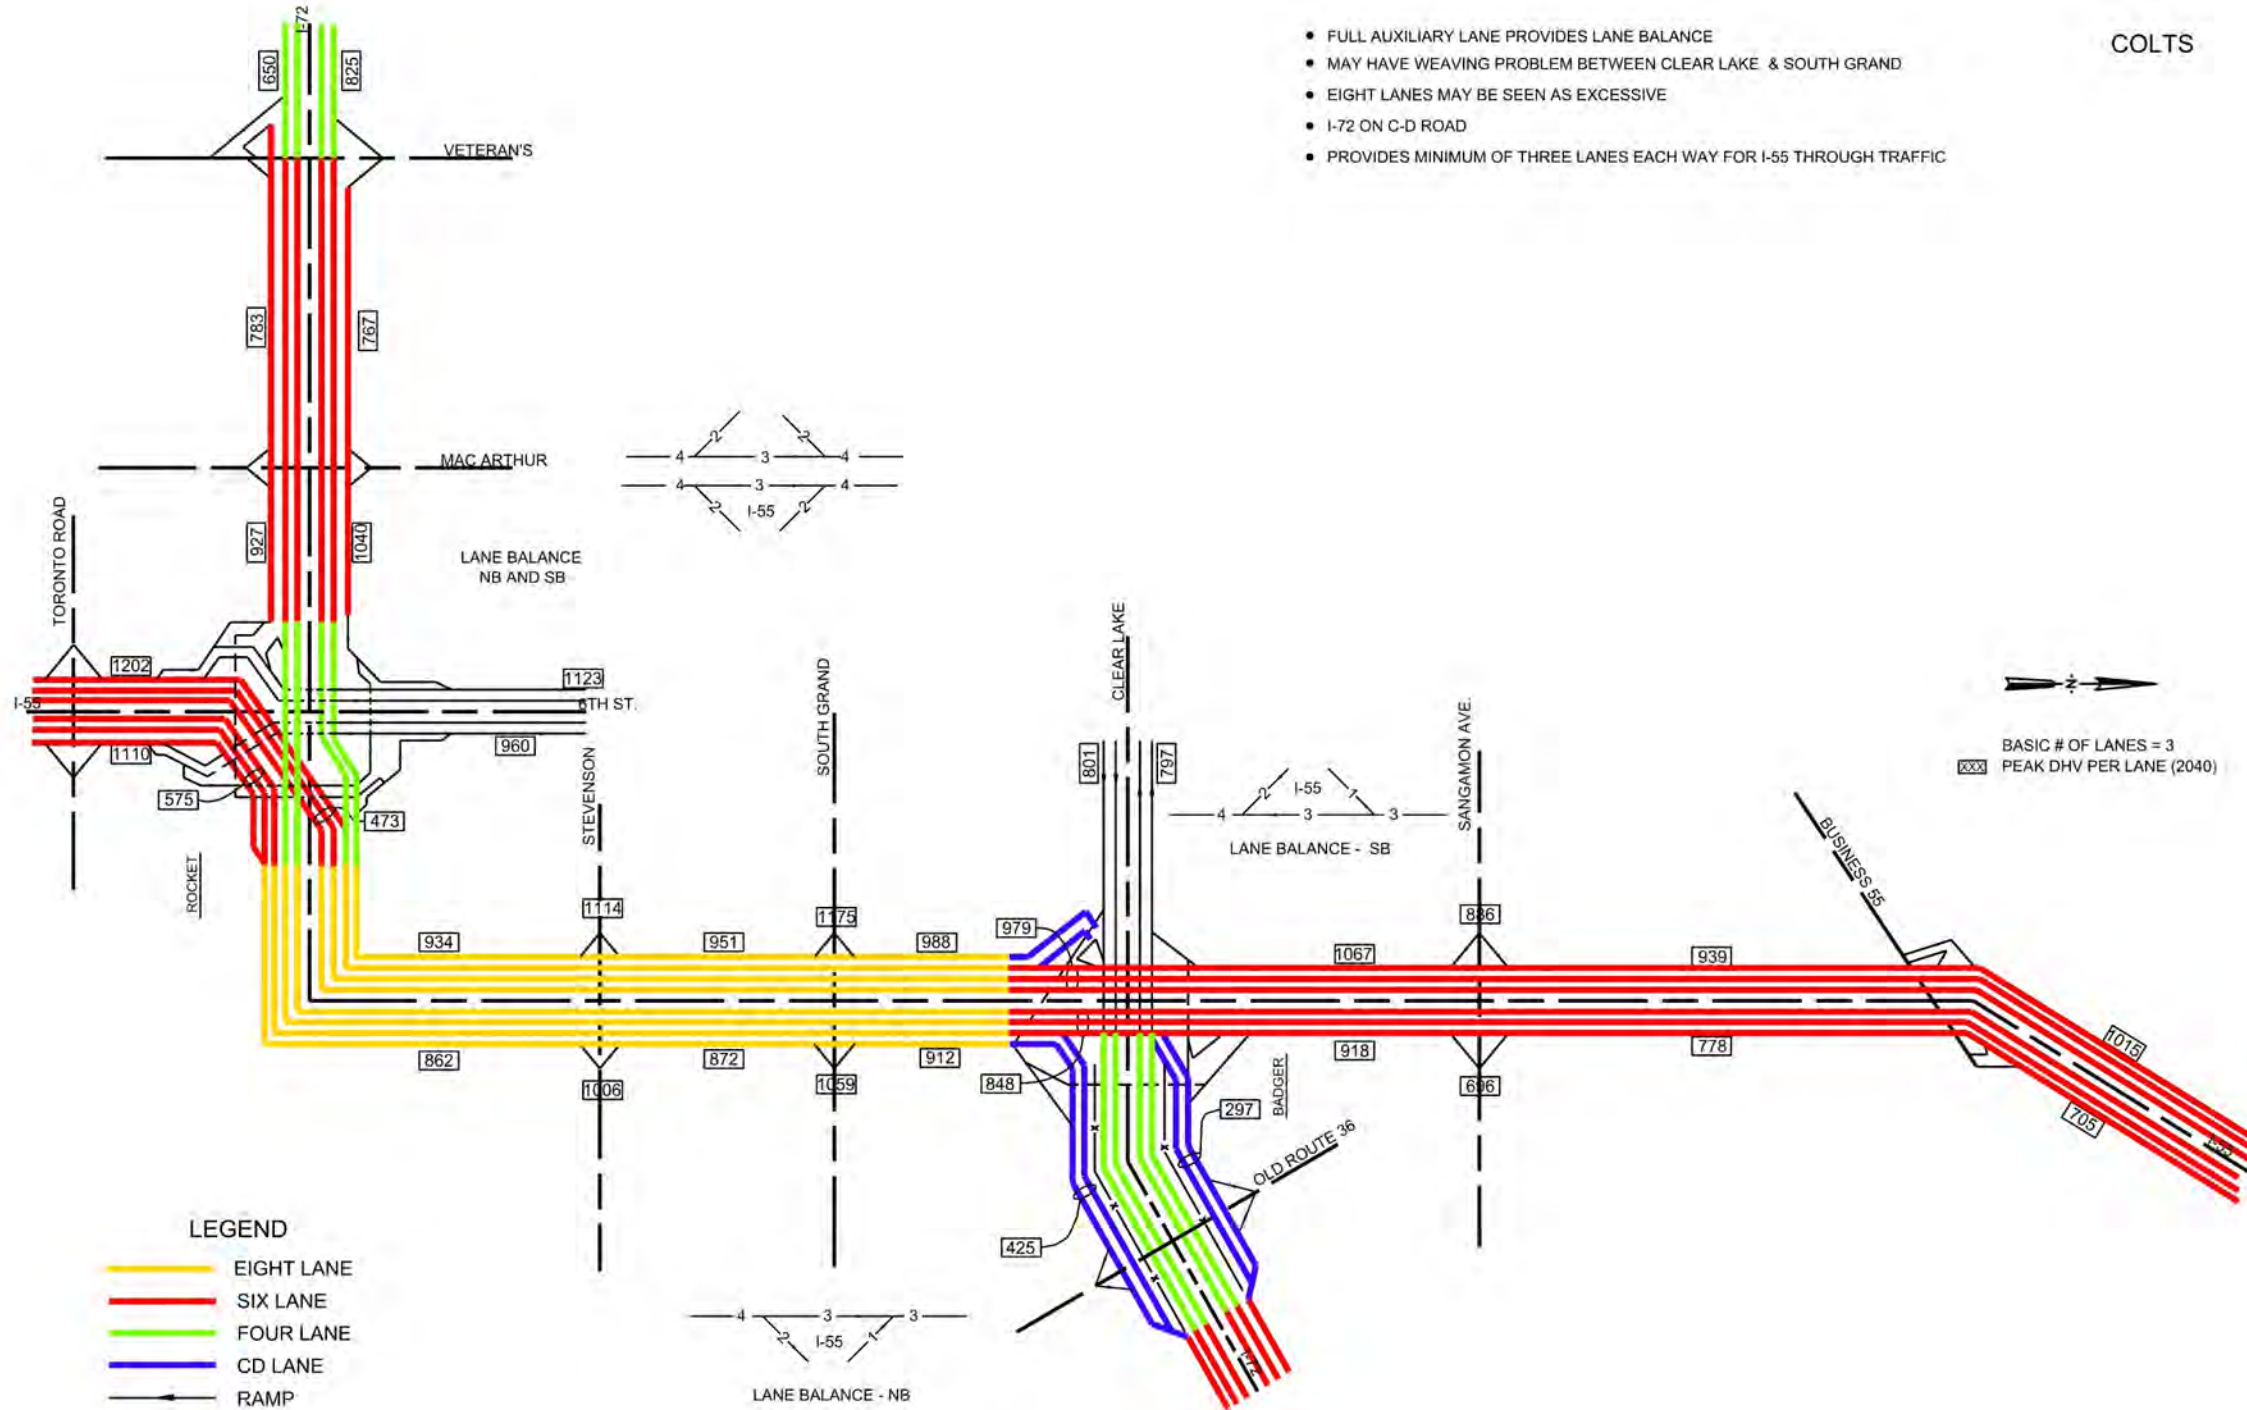 COLTS
• FULL AUXILIARY LANE PROVIDES LANE BALANCE
• MAY HAVE WEAVING PROBLEM BETWEEN CLEAR LAKE & SOUTH GRAND
• EIGHT LANES MAY BE SEEN AS EXCESSIVE
• I-72 ON C-D ROAD
• PROVIDES MINIMUM OF THREE LANES EACH WAY FOR I-55 THROUGH TRAFFIC
I-72
650
825
VETERAN'S
783
767
MAC ARTHUR
927
1040
TORONTO ROAD
LANE BALANCE
NB AND SB
2 2
4 3 4
4 3 4
2 I-55 2
1202
1123
I-55
6TH ST.
1110
960
575
473
ROCKET
STEVENSON
SOUTH GRAND
CLEAR LAKE
801
797
SANGAMON AVE.
2 I-55 1
4 3 3
LANE BALANCE - SB
N
BASIC # OF LANES = 3
XXX PEAK DHV PER LANE (2040)
BUSINESS 55
934
1114
951
1175
988
979
1067
886
939
1015
862
1006
872
1059
912
848
918
696
778
705
I-55
BADGER
297
OLD ROUTE 36
425
x
x
x
x
x
I-72
4 3 3
2 I-55 1
LANE BALANCE - NB
LEGEND
EIGHT LANE
SIX LANE
FOUR LANE
CD LANE
RAMP